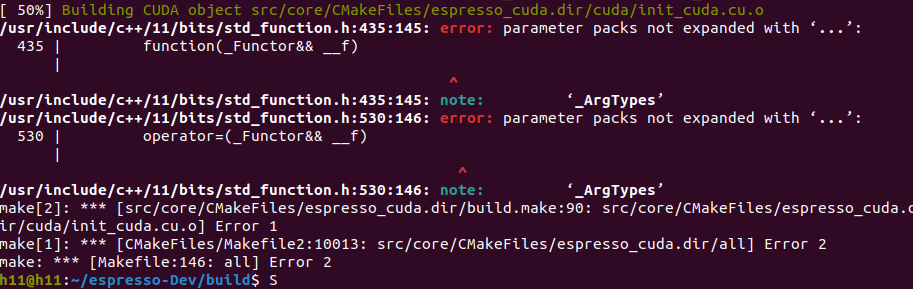 [ 50%] Building CUDA object src/core/CMakeFiles/espresso_cuda.dir/cuda/init_cuda.cu.o
/usr/include/c++/11/bits/std_function.h:435:145: error: parameter packs not expanded with ‘...’:
  435 |         function(_Functor&& __f)
      |
                                                 ^
/usr/include/c++/11/bits/std_function.h:435:145: note:         ‘_ArgTypes’
/usr/include/c++/11/bits/std_function.h:530:146: error: parameter packs not expanded with ‘...’:
  530 |         operator=(_Functor&& __f)
      |
                                                  ^
/usr/include/c++/11/bits/std_function.h:530:146: note:         ‘_ArgTypes’
make[2]: *** [src/core/CMakeFiles/espresso_cuda.dir/build.make:90: src/core/CMakeFiles/espresso_cuda.d
ir/cuda/init_cuda.cu.o] Error 1
make[1]: *** [CMakeFiles/Makefile2:10013: src/core/CMakeFiles/espresso_cuda.dir/all] Error 2
make: *** [Makefile:146: all] Error 2
h11@h11:~/espresso-Dev/build$ S